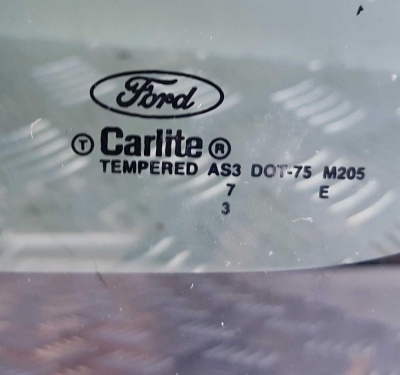 Ford
T Carlite ®
TEMPERED AS3 DOT-75 M205
7 E
3